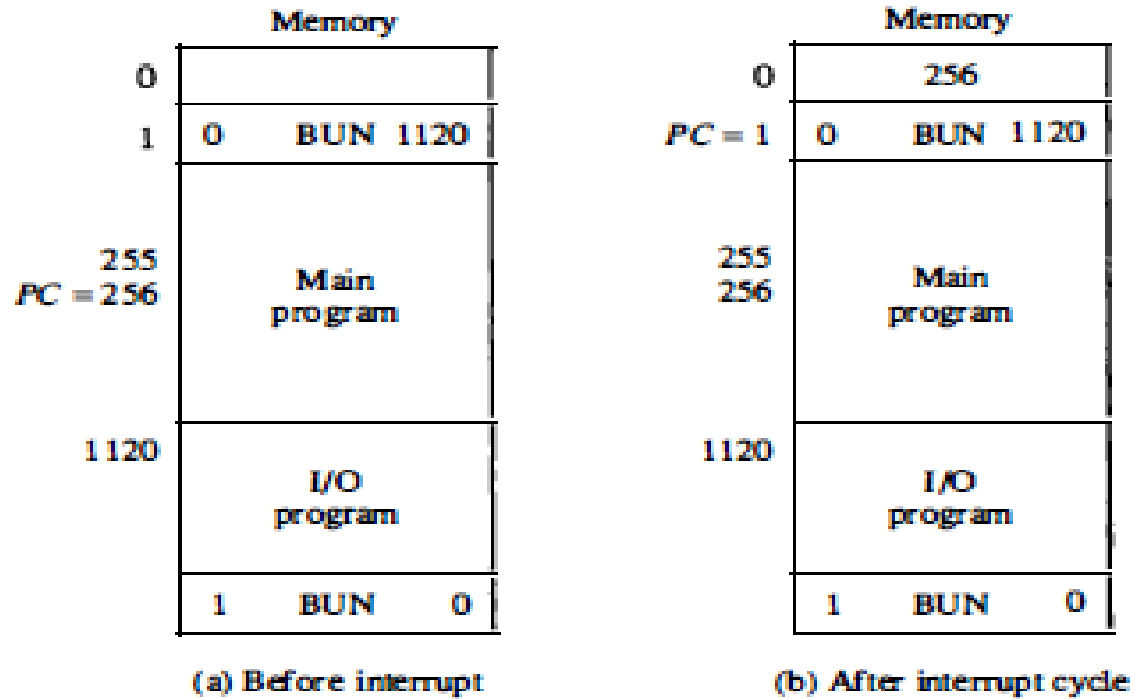 Memory
0
1 0 BUN 1120
255
PC = 256
Main
program
1120
I/O
program
1 BUN 0
(a) Before interrupt
Memory
0 256
PC = 1 0 BUN 1120
255
256
Main
program
1120
I/O
program
1 BUN 0
(b) After interrupt cycle